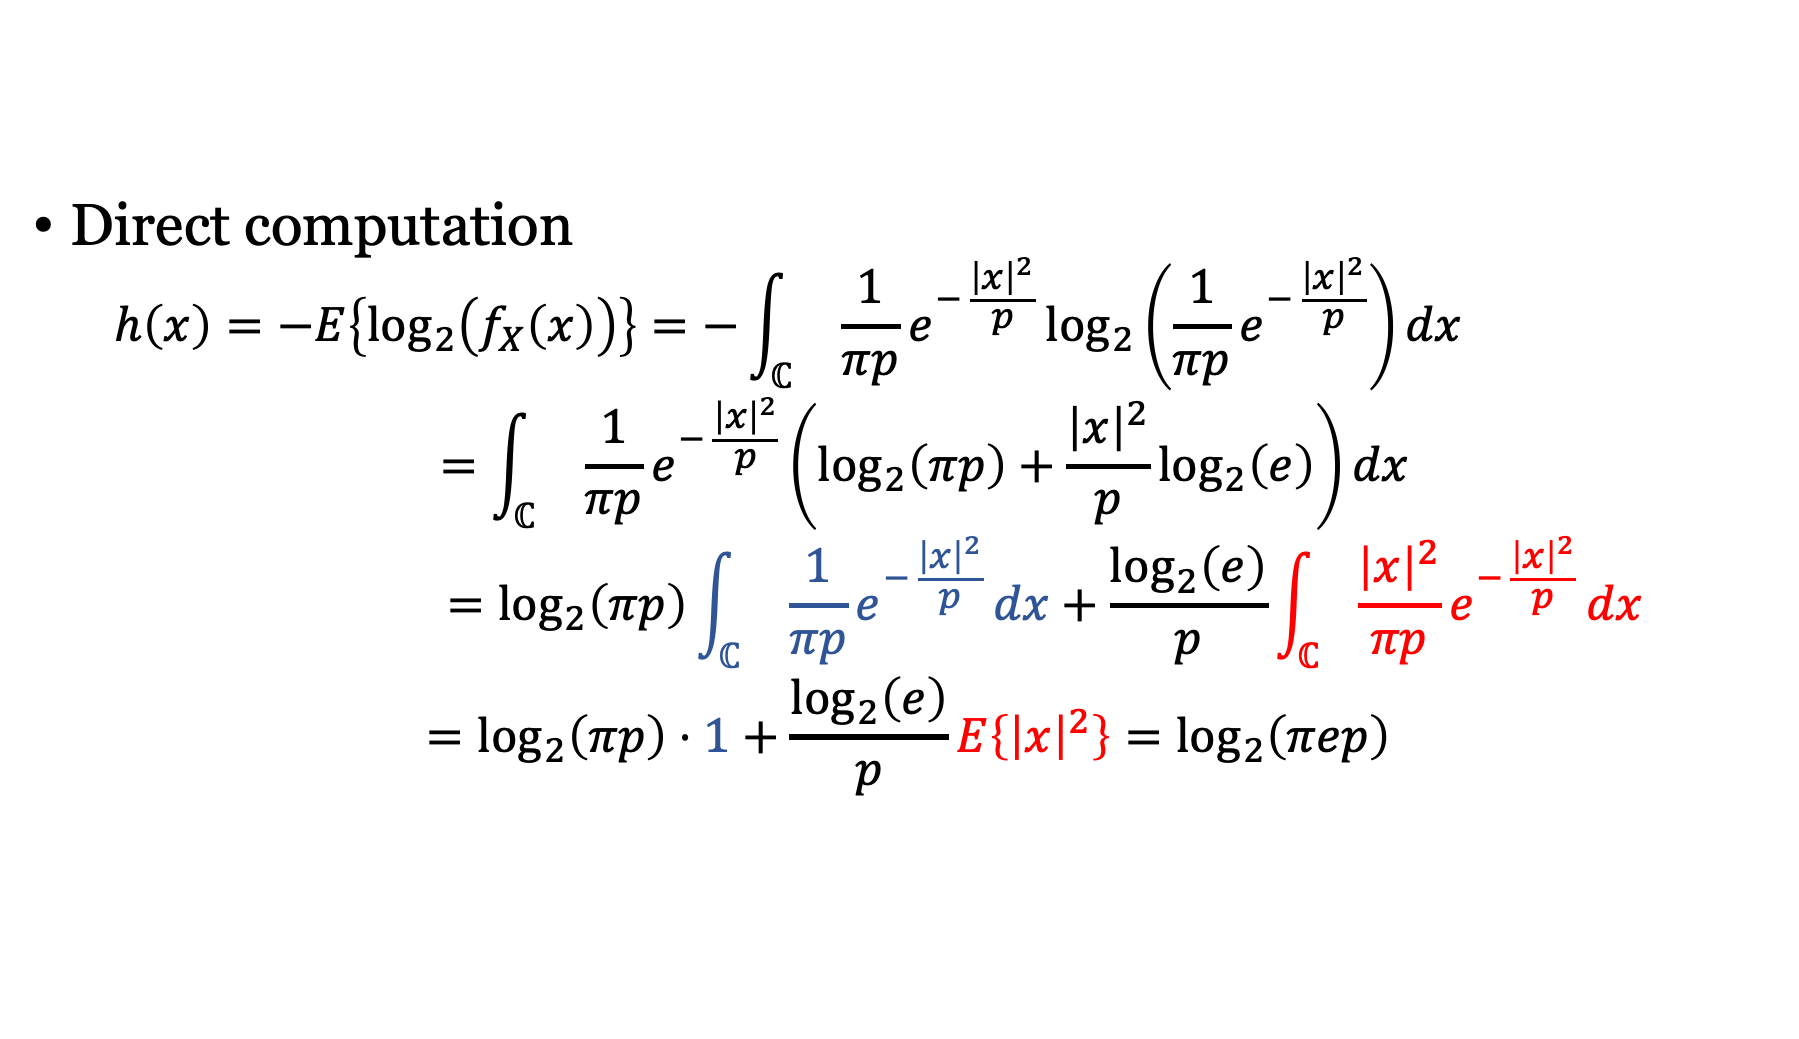 • Direct computation
h(x) = −E{log₂(f_X(x))} = −∫_ℂ 1/(πp) e^(−|x|²/p) log₂(1/(πp) e^(−|x|²/p)) dx
= ∫_ℂ 1/(πp) e^(−|x|²/p) (log₂(πp) + |x|²/p log₂(e)) dx
= log₂(πp) ∫_ℂ 1/(πp) e^(−|x|²/p) dx + log₂(e)/p ∫_ℂ |x|²/(πp) e^(−|x|²/p) dx
= log₂(πp) · 1 + log₂(e)/p E{|x|²} = log₂(πep)